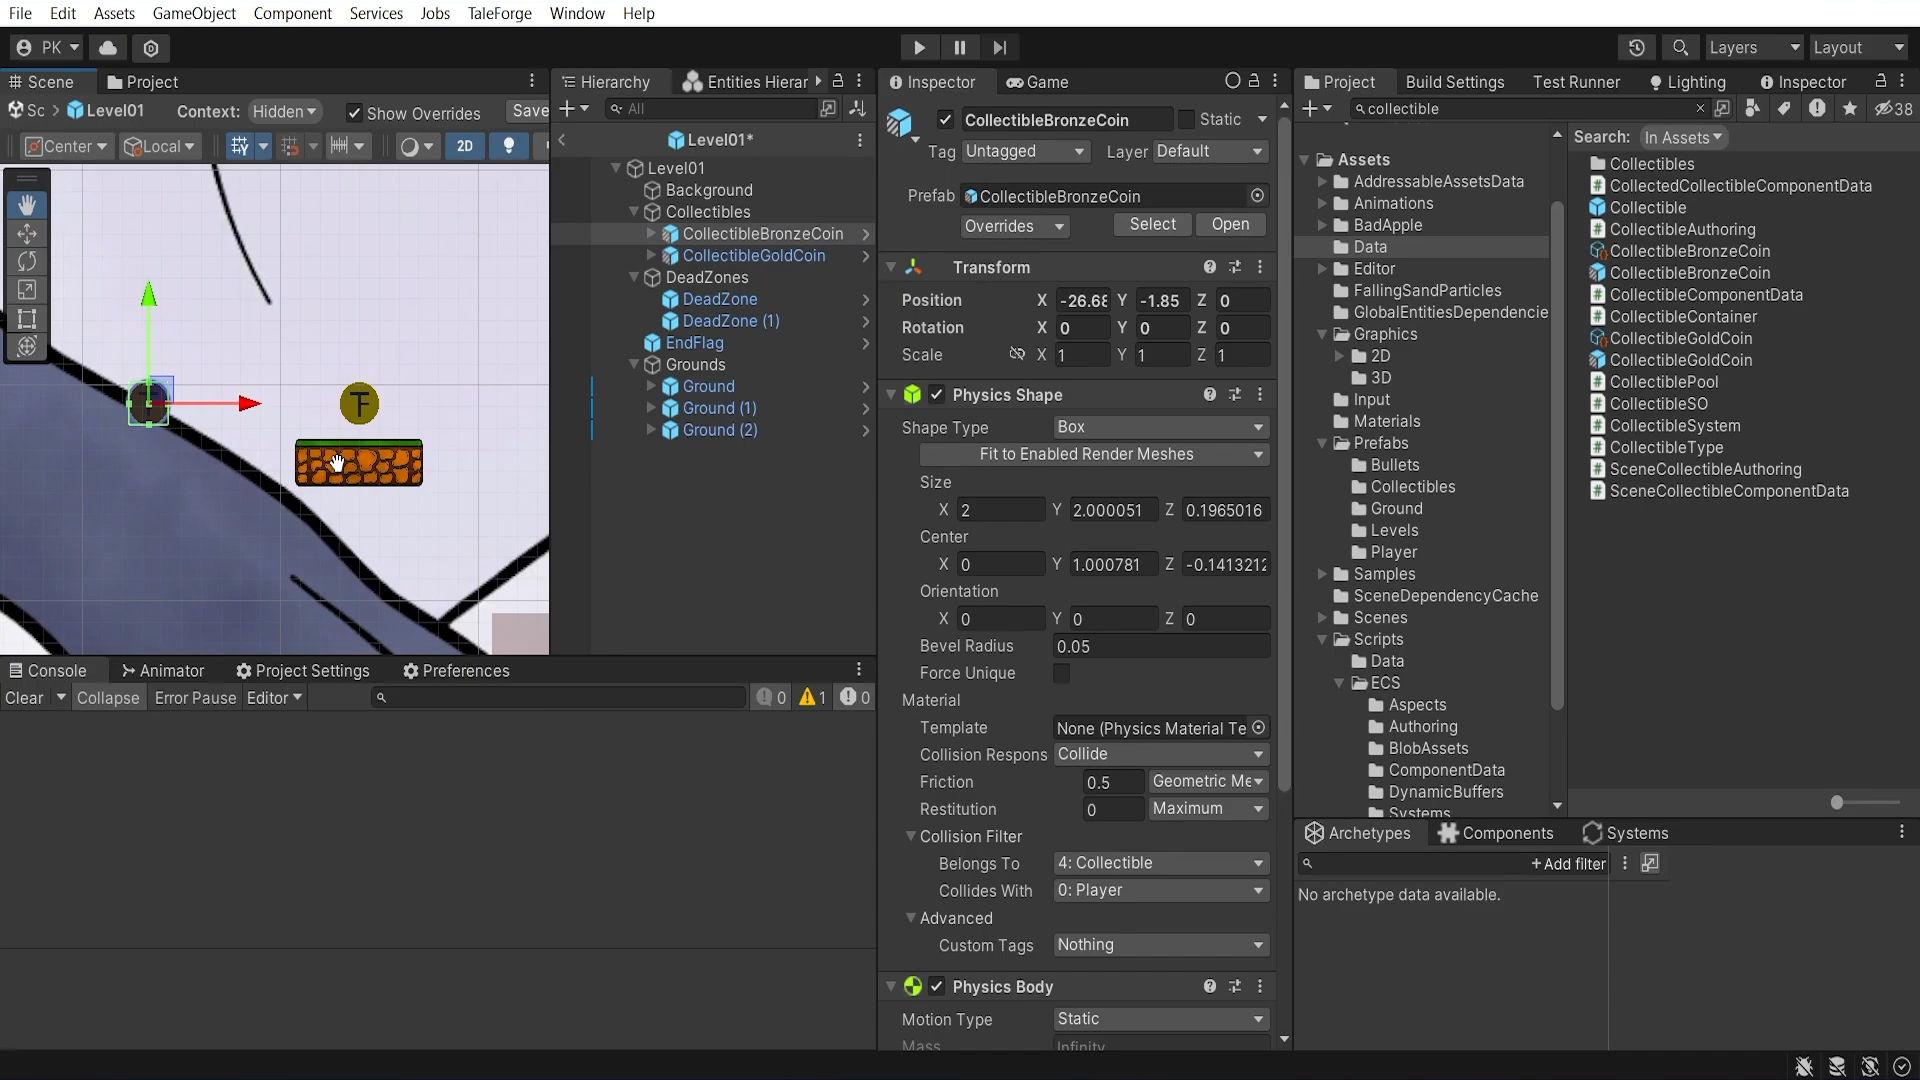 File Edit Assets GameObject Component Services Jobs TaleForge Window Help
PK Layers Layout
Scene Project
Sc Level01 Context: Hidden Show Overrides Save
Center Local 2D
Hierarchy Entities Hierar
All
Level01*
Level01
Background
Collectibles
CollectibleBronzeCoin
CollectibleGoldCoin
DeadZones
DeadZone
DeadZone (1)
EndFlag
Grounds
Ground
Ground (1)
Ground (2)
Console Animator Project Settings Preferences
Clear Collapse Error Pause Editor 0 1 0
Inspector Game
CollectibleBronzeCoin Static
Tag Untagged Layer Default
Prefab CollectibleBronzeCoin
Overrides Select Open
Transform
Position X -26.68 Y -1.85 Z 0
Rotation X 0 Y 0 Z 0
Scale X 1 Y 1 Z 1
Physics Shape
Shape Type Box
Fit to Enabled Render Meshes
Size
X 2 Y 2.000051 Z 0.1965016
Center
X 0 Y 1.000781 Z -0.1413212
Orientation
X 0 Y 0 Z 0
Bevel Radius 0.05
Force Unique
Material
Template None (Physics Material Te
Collision Respons Collide
Friction 0.5 Geometric Me
Restitution 0 Maximum
Collision Filter
Belongs To 4: Collectible
Collides With 0: Player
Advanced
Custom Tags Nothing
Physics Body
Motion Type Static
Mass Infinity
Project Build Settings Test Runner Lighting Inspector
collectible 38
Assets
AddressableAssetsData
Animations
BadApple
Data
Editor
FallingSandParticles
GlobalEntitiesDependencie
Graphics
2D
3D
Input
Materials
Prefabs
Bullets
Collectibles
Ground
Levels
Player
Samples
SceneDependencyCache
Scenes
Scripts
Data
ECS
Aspects
Authoring
BlobAssets
ComponentData
DynamicBuffers
Systems
Search: In Assets
Collectibles
CollectedCollectibleComponentData
Collectible
CollectibleAuthoring
CollectibleBronzeCoin
CollectibleBronzeCoin
CollectibleComponentData
CollectibleContainer
CollectibleGoldCoin
CollectibleGoldCoin
CollectiblePool
CollectibleSO
CollectibleSystem
CollectibleType
SceneCollectibleAuthoring
SceneCollectibleComponentData
Archetypes Components Systems
+Add filter
No archetype data available.